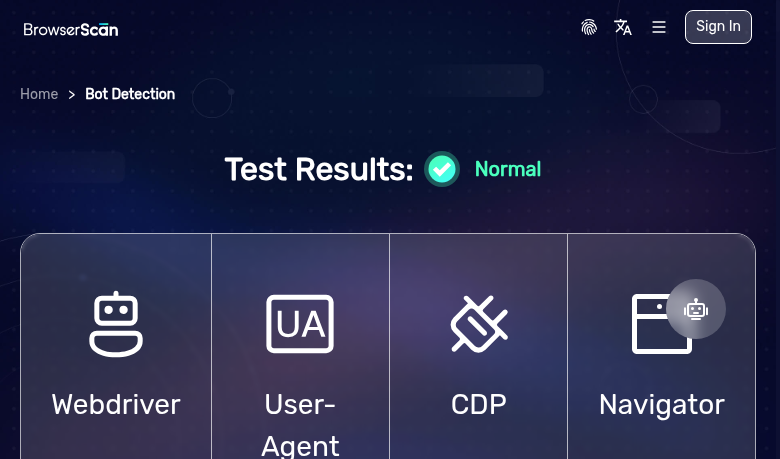 BrowserScan
Sign In
Home > Bot Detection
Test Results: Normal
UA
Webdriver
User-
Agent
CDP
Navigator